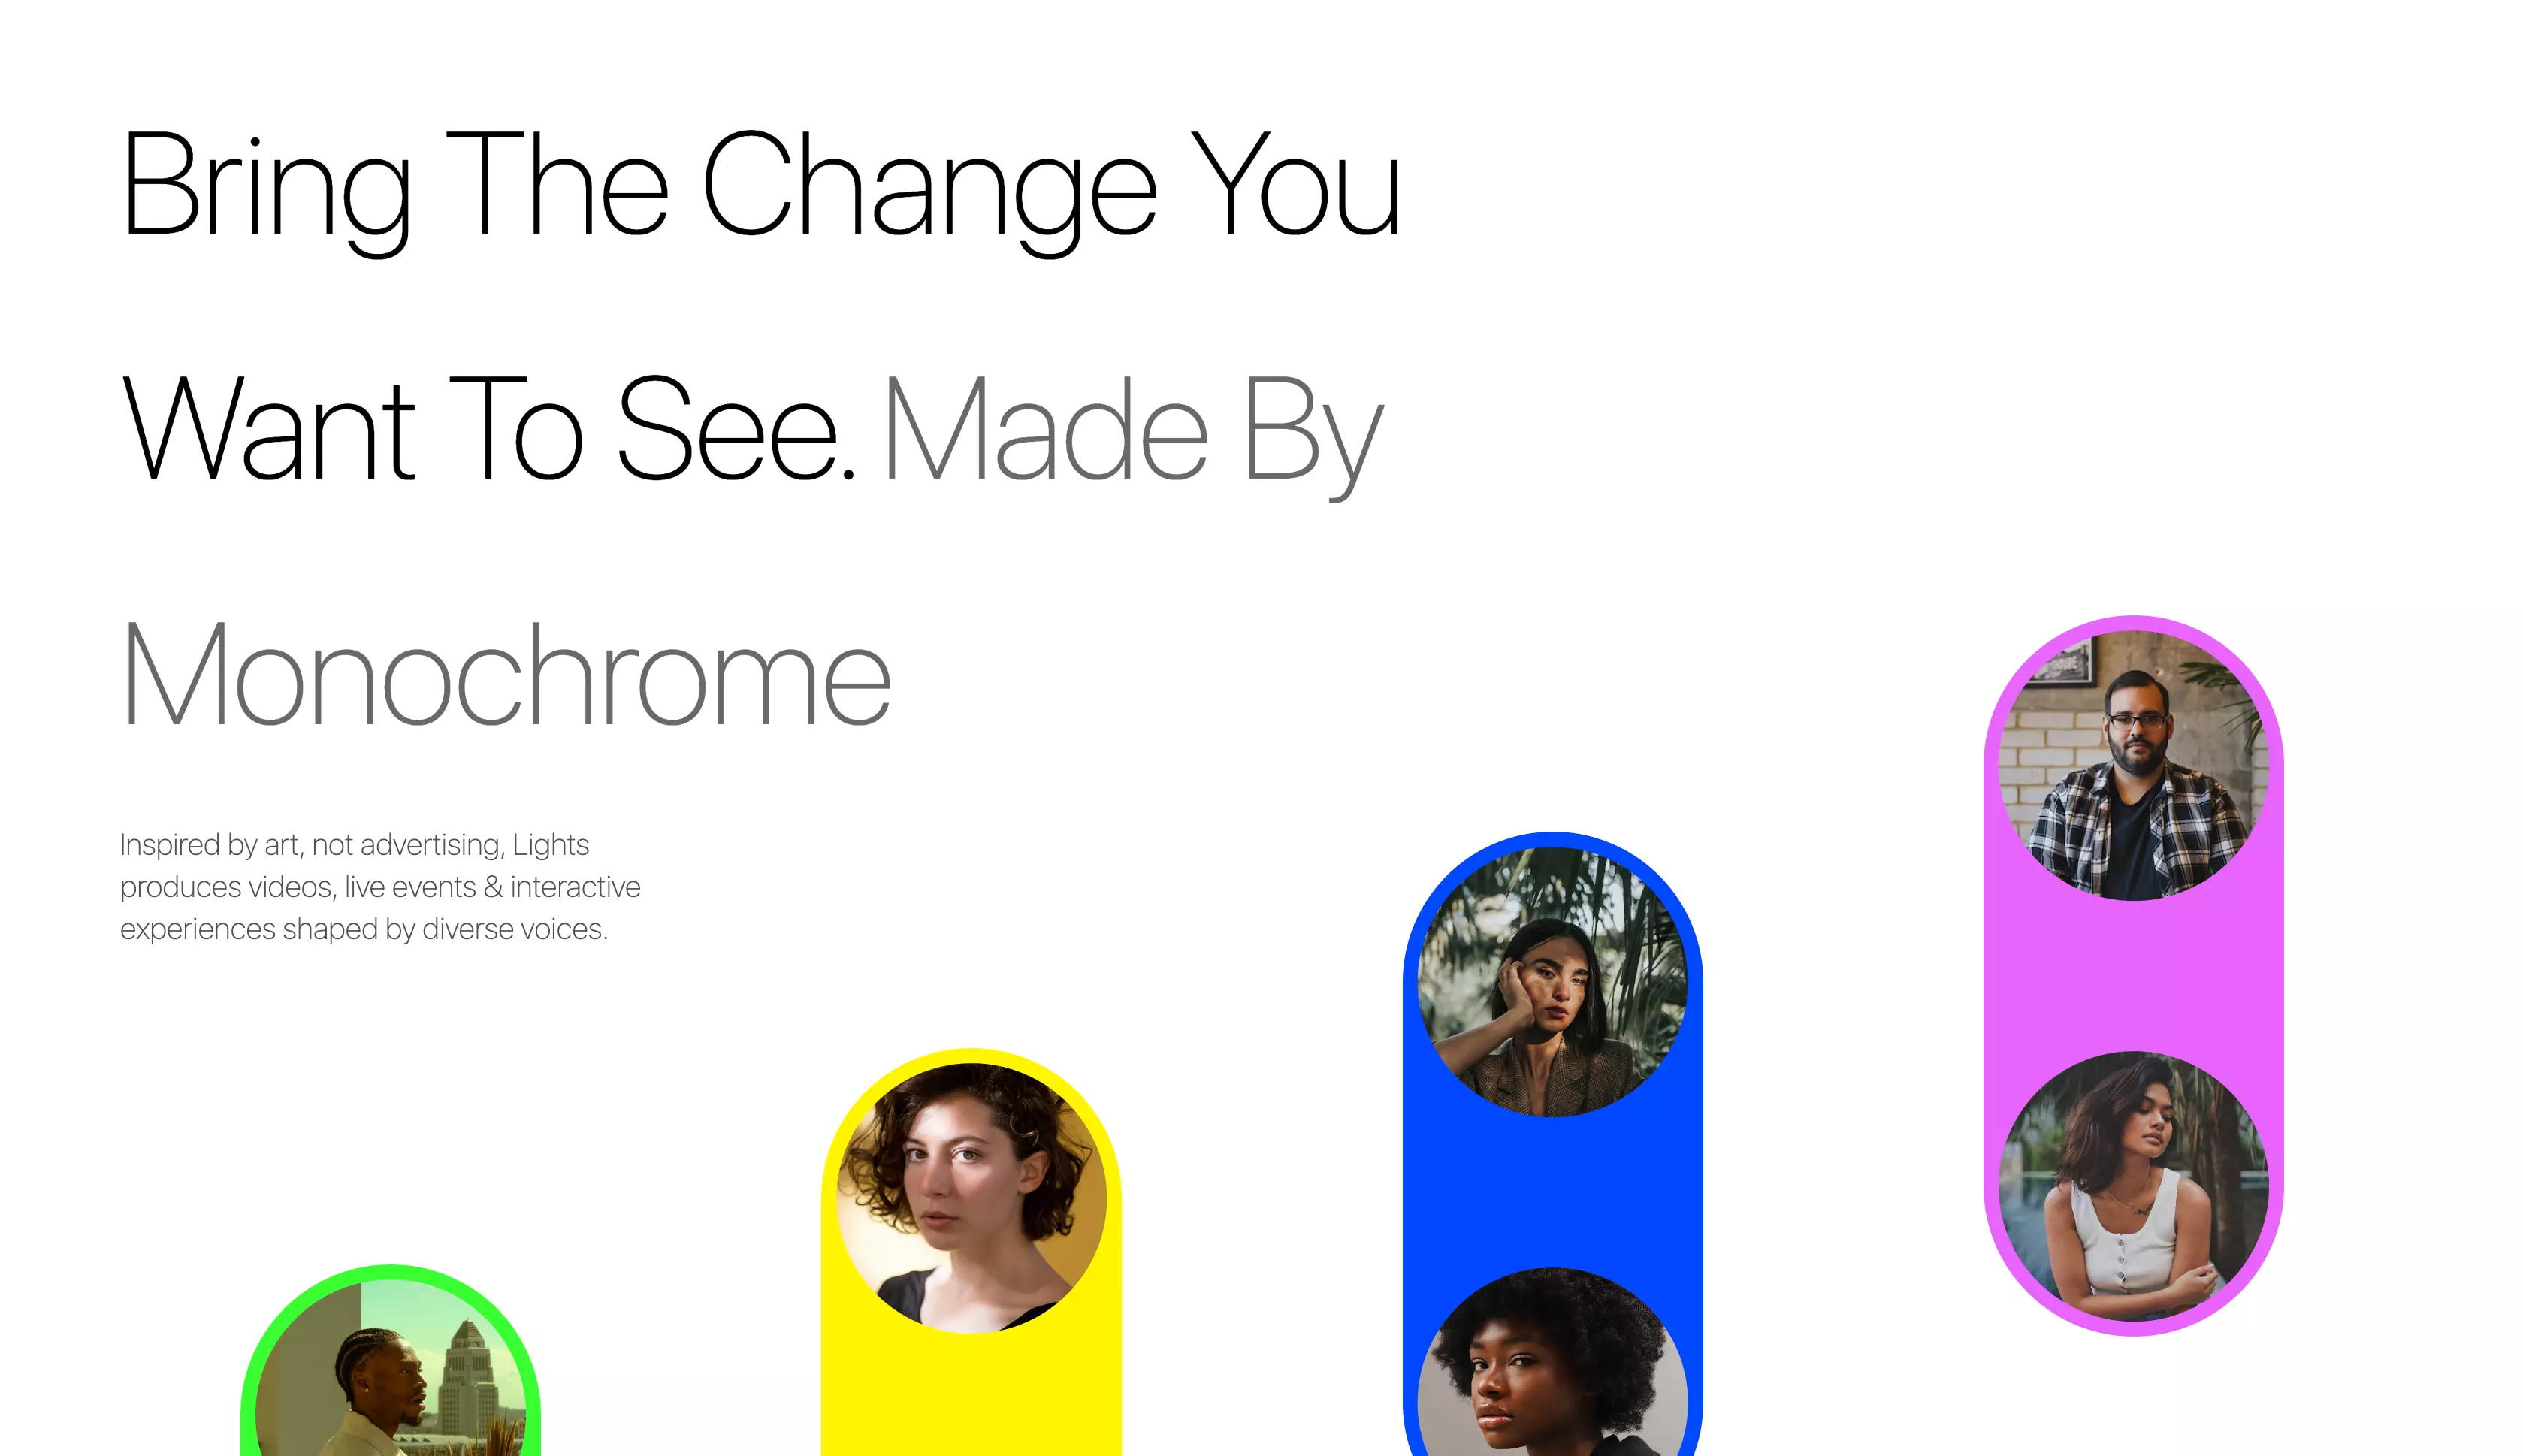 Bring The Change You
Want To See. Made By
Monochrome
Inspired by art, not advertising, Lights
produces videos, live events & interactive
experiences shaped by diverse voices.